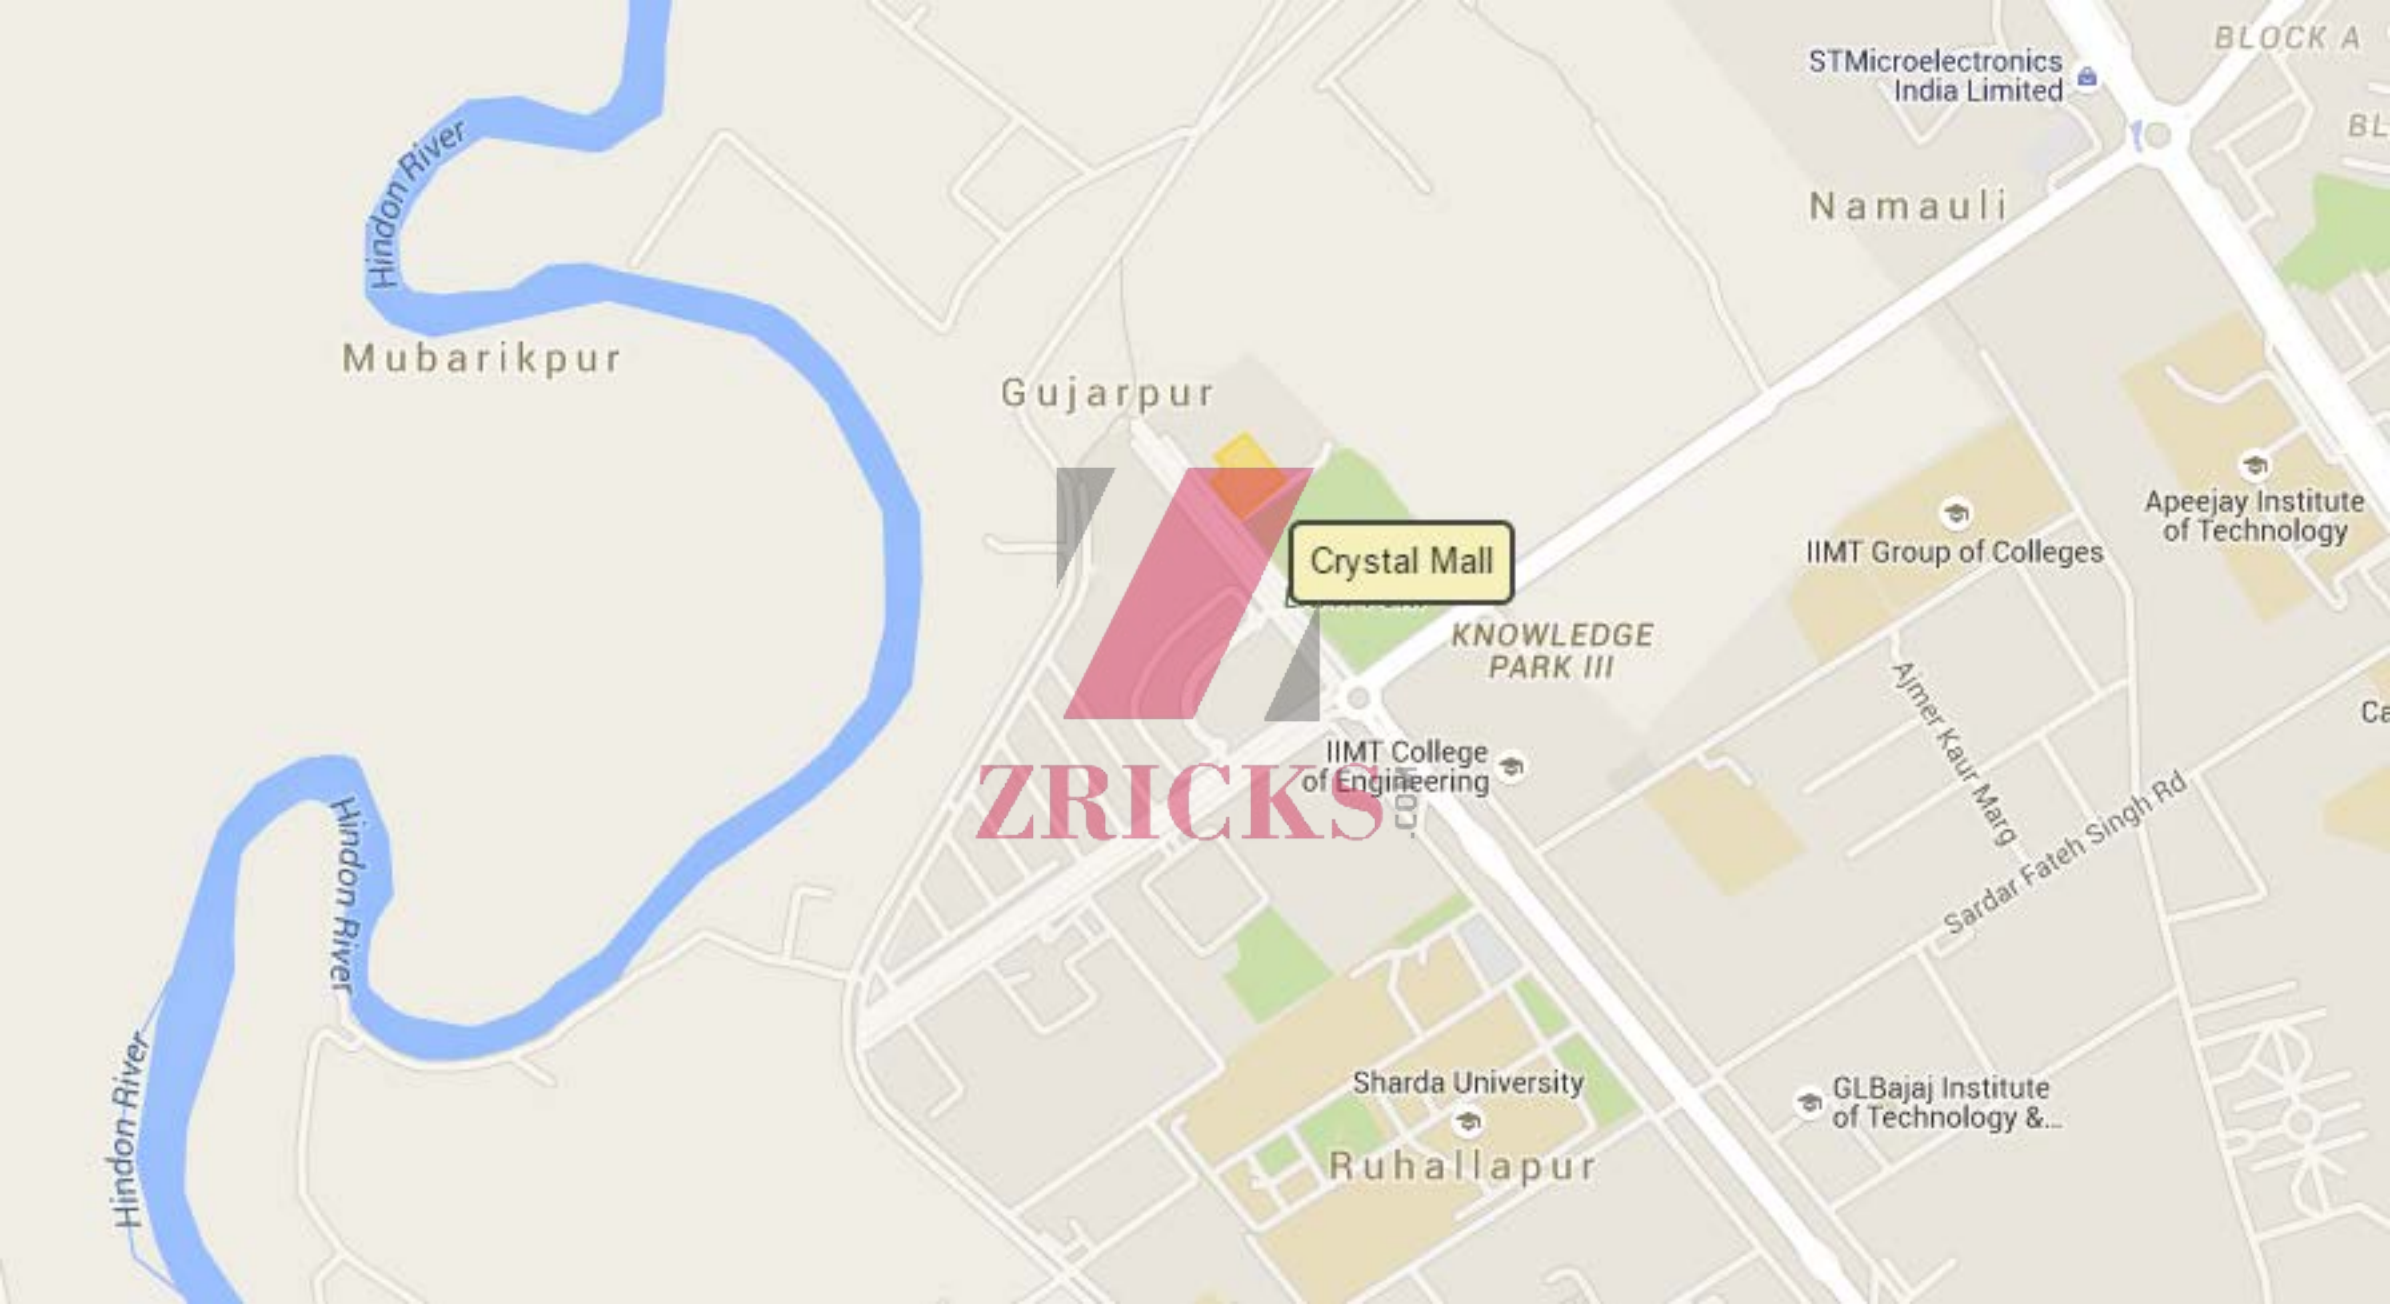 BLOCK A
STMicroelectronics
India Limited
BL
Hindon River
Namauli
Mubarikpur
Gujarpur
Apeejay Institute
of Technology
Crystal Mall
IIMT Group of Colleges
KNOWLEDGE
PARK III
Ajmer Kaur Marg
Ca
IIMT College
of Engineering
ZRICKS
.COM
Hindon River
Sardar Fateh Singh Rd
Hindon River
Sharda University
GLBajaj Institute
of Technology &...
Ruhallapur